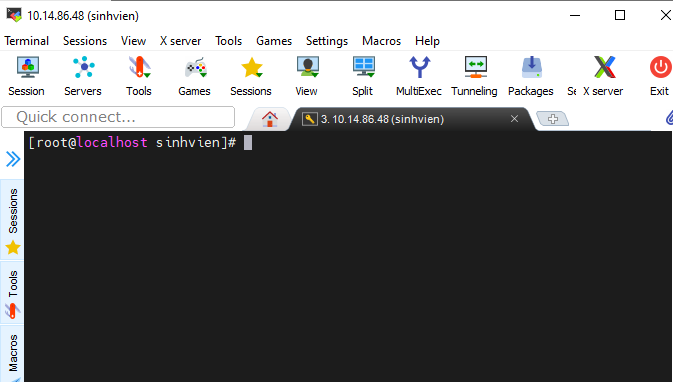 10.14.86.48 (sinhvien)
Terminal Sessions View X server Tools Games Settings Macros Help
Session Servers Tools Games Sessions View Split MultiExec Tunneling Packages Se X server Exit
Quick connect... 3. 10.14.86.48 (sinhvien)
[root@localhost sinhvien]#
Sessions
Tools
Macros